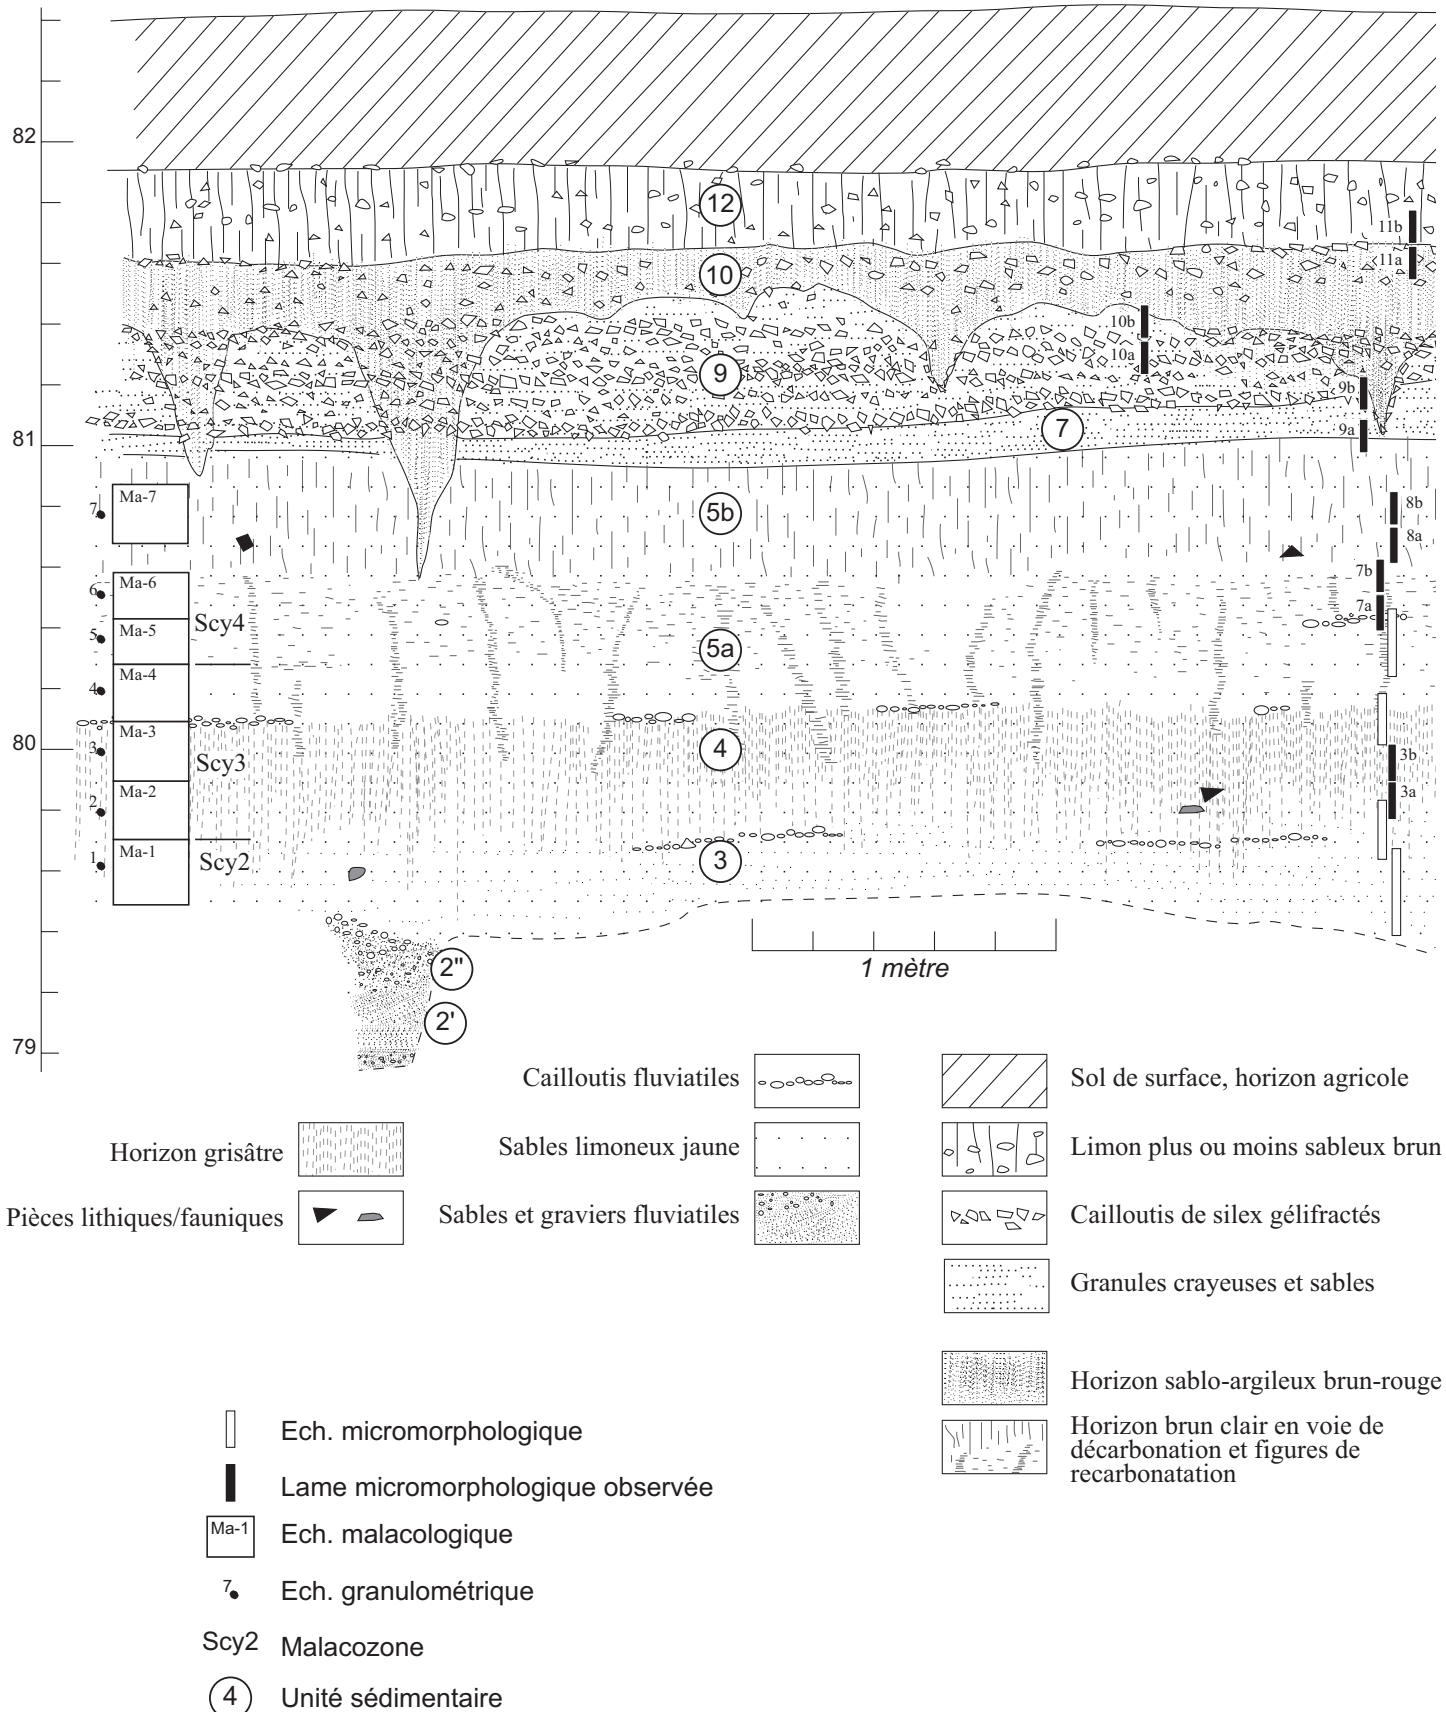 82
12
11b
11a
10
10b
10a
9
9b
7
9a
81
Ma-7
7
5b
8b
8a
7b
Ma-6
6
7a
Scy4
Ma-5
5
5a
Ma-4
4
80
Ma-3
3
Scy3
4
3b
3a
Ma-2
2
Ma-1
1
Scy2
3
2"
1 mètre
2'
79
Cailloutis fluviatiles
Sol de surface, horizon agricole
Horizon grisâtre
Sables limoneux jaune
Limon plus ou moins sableux brun
Pièces lithiques/fauniques
Sables et graviers fluviatiles
Cailloutis de silex gélifractés
Granules crayeuses et sables
Horizon sablo-argileux brun-rouge
Horizon brun clair en voie de
décarbonation et figures de
recarbonatation
Ech. micromorphologique
Lame micromorphologique observée
Ma-1
Ech. malacologique
7
Ech. granulométrique
Scy2 Malacozone
4
Unité sédimentaire